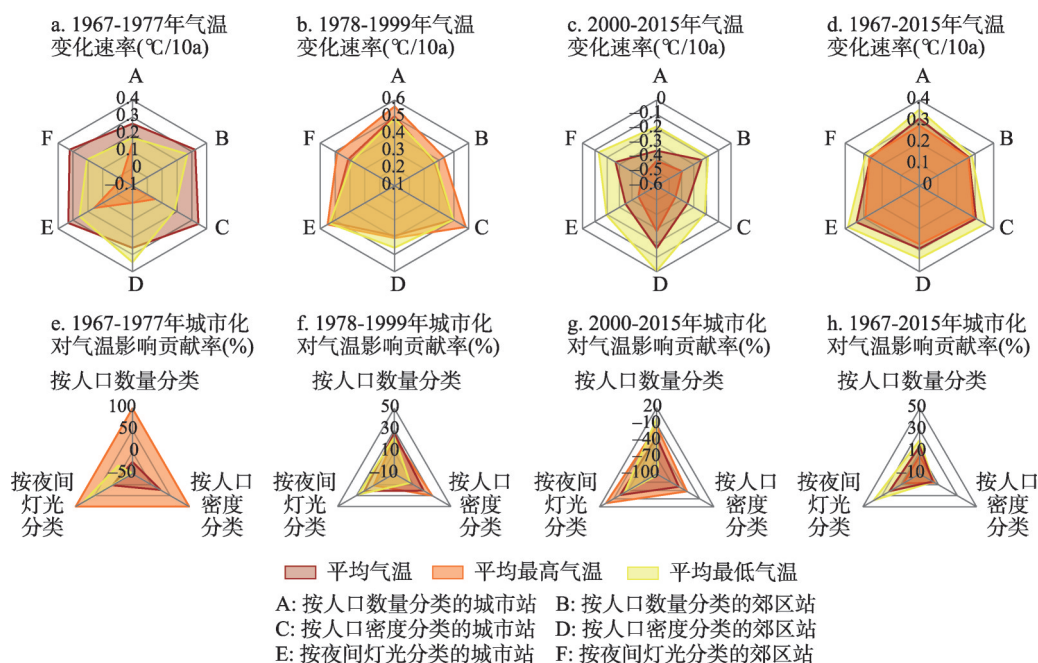 a. 1967-1977年气温
变化速率(℃/10a)
A
0.4
0.3
0.2
0.1
0
-0.1
B
C
D
E
F
b. 1978-1999年气温
变化速率(℃/10a)
A
0.6
0.5
0.4
0.3
0.2
0.1
B
C
D
E
F
c. 2000-2015年气温
变化速率(℃/10a)
A
0
-0.1
-0.2
-0.3
-0.4
-0.5
-0.6
B
C
D
E
F
d. 1967-2015年气温
变化速率(℃/10a)
A
0.4
0.3
0.2
0.1
0
B
C
D
E
F
e. 1967-1977年城市化
对气温影响贡献率(%)
按人口数量分类
100
50
0
-50
按夜间
灯光
分类
按人口
密度
分类
f. 1978-1999年城市化
对气温影响贡献率(%)
按人口数量分类
50
30
10
-10
按夜间
灯光
分类
按人口
密度
分类
g. 2000-2015年城市化
对气温影响贡献率(%)
按人口数量分类
20
-10
-40
-70
-100
按夜间
灯光
分类
按人口
密度
分类
h. 1967-2015年城市化
对气温影响贡献率(%)
按人口数量分类
50
30
10
-10
按夜间
灯光
分类
按人口
密度
分类
平均气温 平均最高气温 平均最低气温
A: 按人口数量分类的城市站 B: 按人口数量分类的郊区站
C: 按人口密度分类的城市站 D: 按人口密度分类的郊区站
E: 按夜间灯光分类的城市站 F: 按夜间灯光分类的郊区站